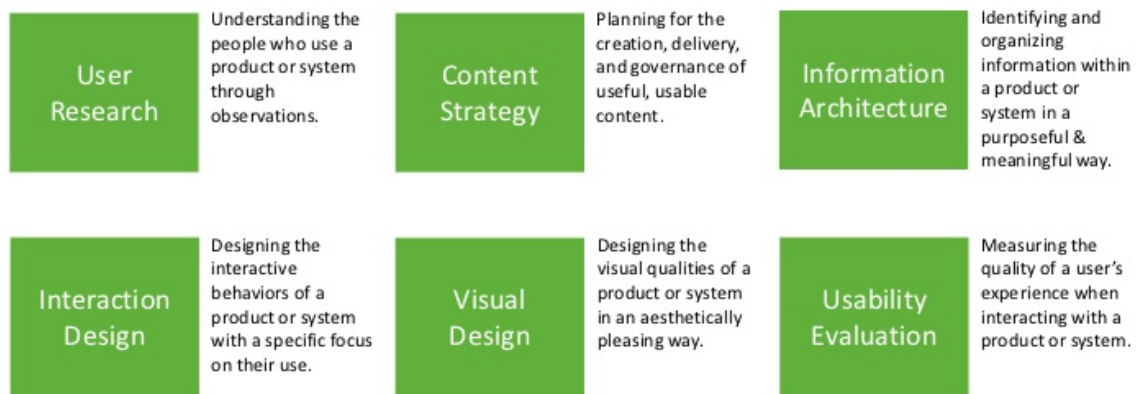 User
Research
Understanding the
people who use a
product or system
through
observations.
Content
Strategy
Planning for the
creation, delivery,
and governance of
useful, usable
content.
Information
Architecture
Identifying and
organizing
information within
a product or
system in a
purposeful &
meaningful way.
Interaction
Design
Designing the
interactive
behaviors of a
product or system
with a specific focus
on their use.
Visual
Design
Designing the
visual qualities of a
product or system
in an aesthetically
pleasing way.
Usability
Evaluation
Measuring the
quality of a user’s
experience when
interacting with a
product or system.